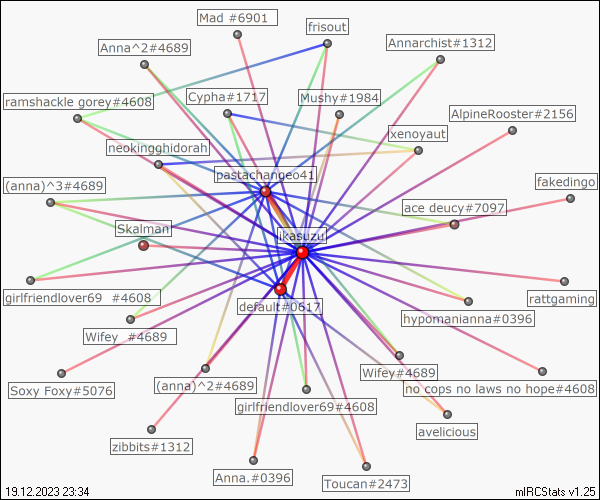 Mad #6901
frisout
Anna^2#4689
Annarchist#1312
Cypha#1717
Mushy#1984
ramshackle gorey#4608
AlpineRooster#2156
xenoyaut
neokingghidorah
pastachangeo41
(anna)^3#4689
fakedingo
ace deucy#7097
Skalman
ikasuzu
girlfriendlover69 #4608
rattgaming
default#0617
hypomanianna#0396
Wifey #4689
Wifey#4689
Soxy Foxy#5076
(anna)^2#4689
no cops no laws no hope#4608
girlfriendlover69#4608
avelicious
zibbits#1312
Anna.#0396
Toucan#2473
19.12.2023 23:34
mIRCStats v1.25